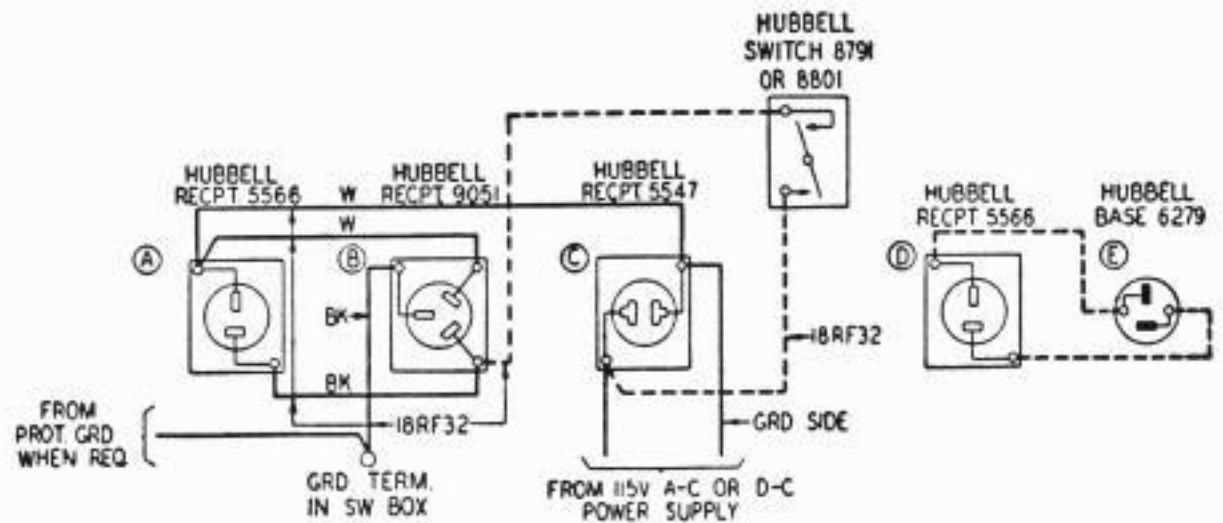 HUBBELL
SWITCH 8791
OR 8801
HUBBELL
RECPT 5566
W
HUBBELL
RECPT 9051
HUBBELL
RECPT 5547
HUBBELL
RECPT 5566
HUBBELL
BASE 6279
W
A
B
C
D
E
BK
18RF32
BK
FROM
PROT. GRD
WHEN REQ
18RF32
GRD SIDE
GRD TERM.
IN SW BOX
FROM 115V A-C OR D-C
POWER SUPPLY